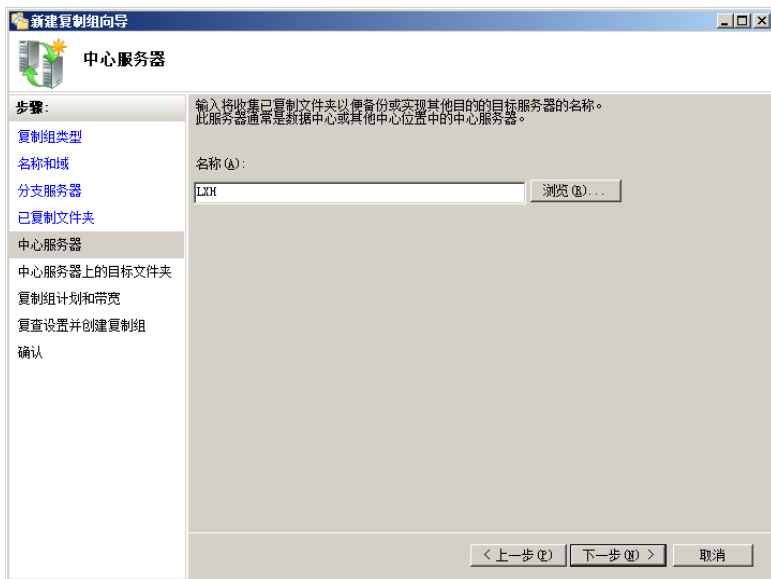 新建复制组向导
中心服务器
步骤:
复制组类型
名称和域
分支服务器
已复制文件夹
中心服务器
中心服务器上的目标文件夹
复制组计划和带宽
复查设置并创建复制组
确认
输入将收集已复制文件夹以便备份或实现其他目的的目标服务器的名称。
此服务器通常是数据中心或其他中心位置中的中心服务器。
名称(A):
LXH
浏览(R)...
< 上一步(P)
下一步(N) >
取消